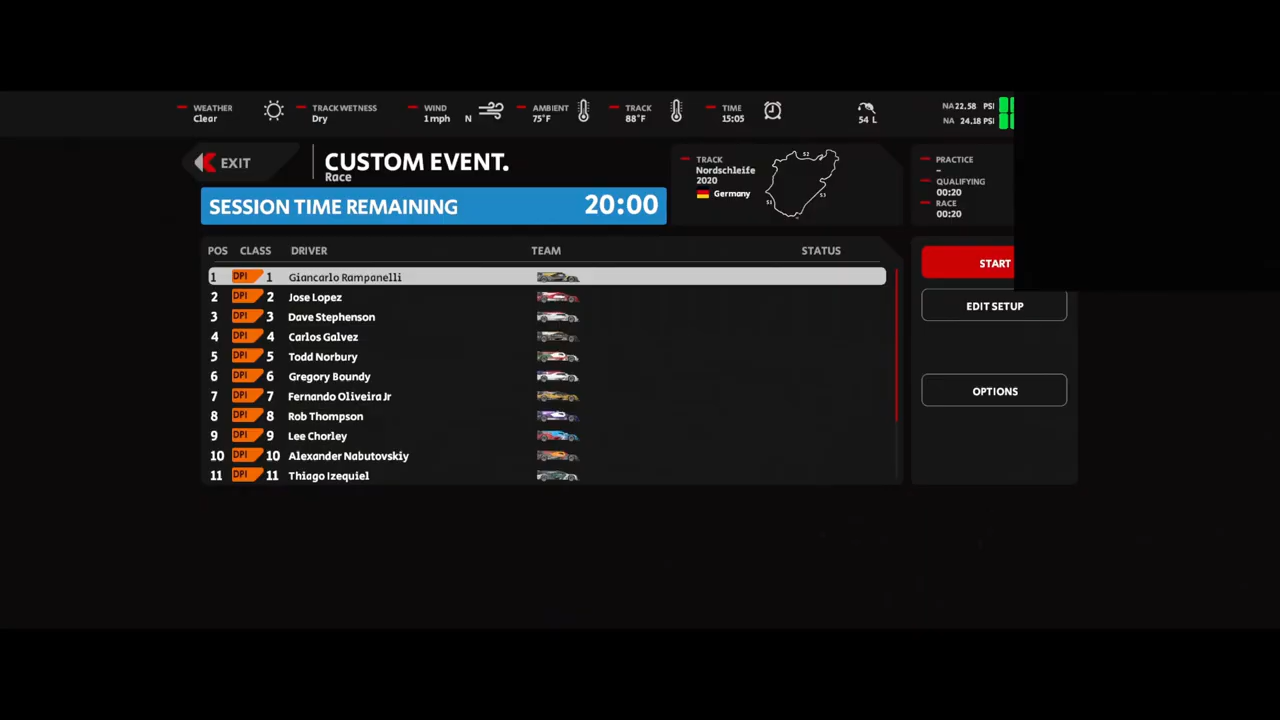 WEATHER
Clear
TRACK WETNESS
Dry
WIND
1 mph N
AMBIENT
75°F
TRACK
88°F
TIME
15:05
54 L
NA 22.58 PSI
NA 24.18 PSI
EXIT
CUSTOM EVENT.
Race
SESSION TIME REMAINING 20:00
TRACK
Nordschleife
2020
Germany
S2
S1
S3
PRACTICE
–
QUALIFYING
00:20
RACE
00:20
POS CLASS DRIVER TEAM STATUS
1 DPI 1 Giancarlo Rampanelli
2 DPI 2 Jose Lopez
3 DPI 3 Dave Stephenson
4 DPI 4 Carlos Galvez
5 DPI 5 Todd Norbury
6 DPI 6 Gregory Boundy
7 DPI 7 Fernando Oliveira Jr
8 DPI 8 Rob Thompson
9 DPI 9 Lee Chorley
10 DPI 10 Alexander Nabutovskiy
11 DPI 11 Thiago Izequiel
START
EDIT SETUP
OPTIONS